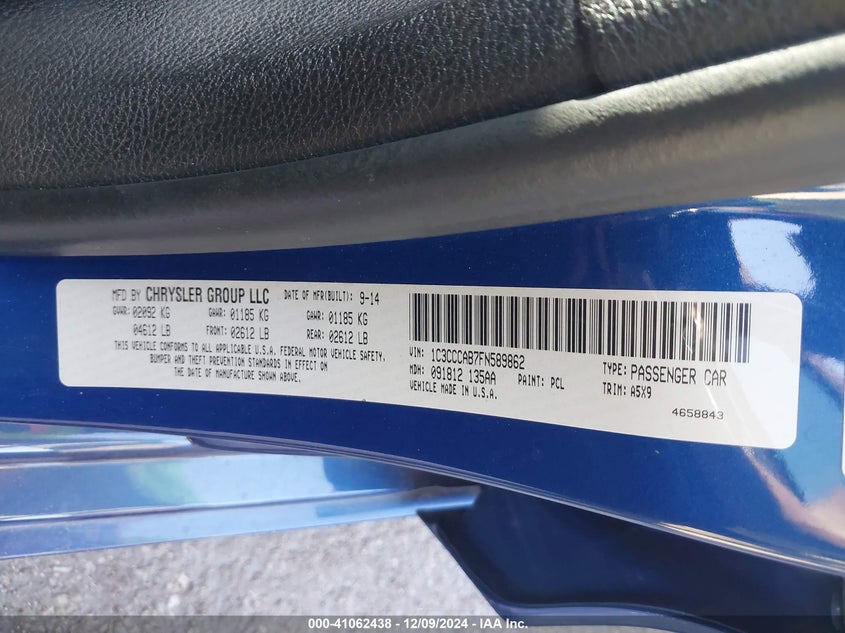 MFD BY CHRYSLER GROUP LLC DATE OF MFR(BUILT): 9-14
GVWR: 02092 KG GAWR: 01185 KG GAWR: 01185 KG
04612 LB FRONT: 02612 LB REAR: 02612 LB
THIS VEHICLE CONFORMS TO ALL APPLICABLE U.S.A. FEDERAL MOTOR VEHICLE SAFETY,
BUMPER AND THEFT PREVENTION STANDARDS IN EFFECT ON
THE DATE OF MANUFACTURE SHOWN ABOVE.
VIN: 1C3CCCAB7FN589862 TYPE: PASSENGER CAR
MDH: 091812 135AA PAINT: PCL TRIM: A5X9
VEHICLE MADE IN U.S.A.
4658843
000-41062438 - 12/09/2024 - IAA Inc.